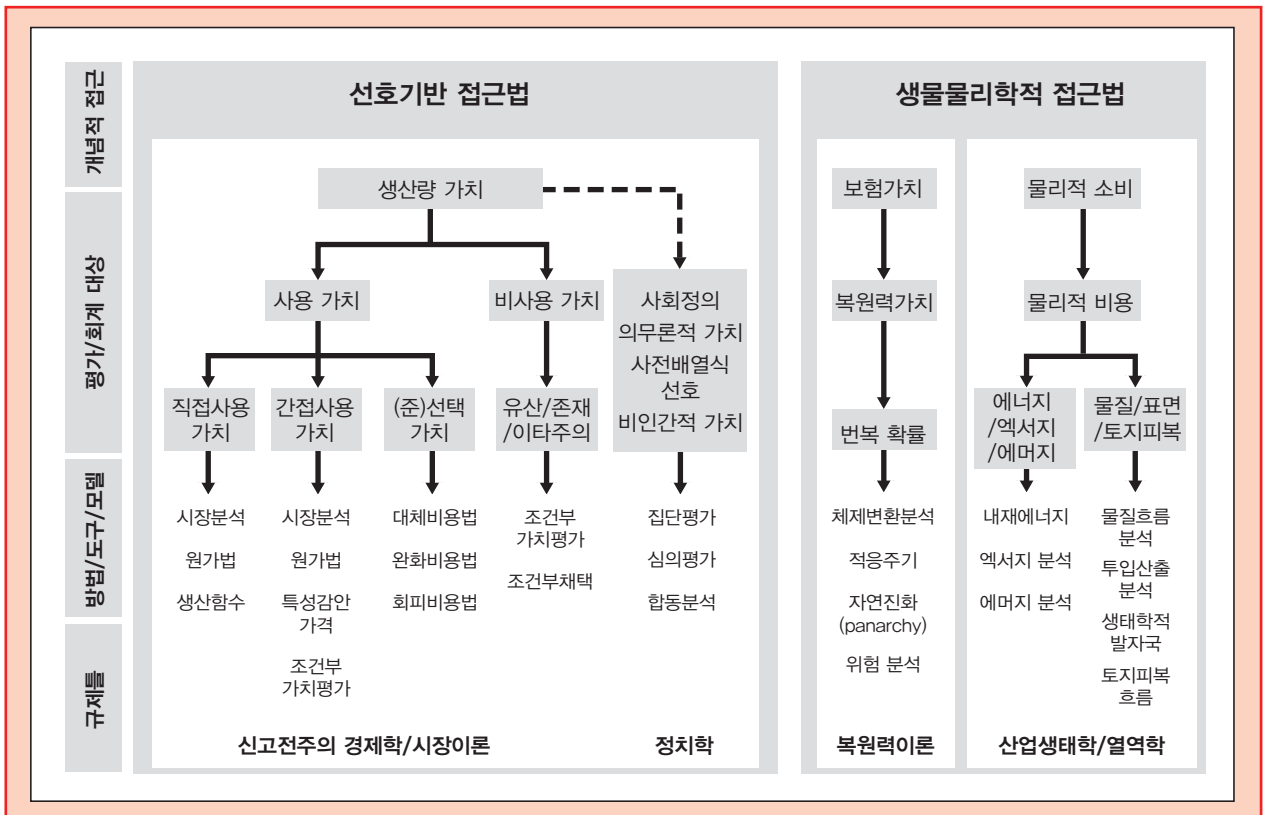 개념적 접근
선호기반 접근법
생물물리학적 접근법
평가/회계 대상
생산량 가치
보험가치
물리적 소비
사용 가치
비사용 가치
사회정의
의무론적 가치
사전배열식
선호
비인간적 가치
복원력가치
물리적 비용
직접사용
가치
간접사용
가치
(준)선택
가치
유산/존재
/이타주의
번복 확률
에너지
/엑서지
/에머지
물질/표면
/토지피복
방법/도구/모델
시장분석
원가법
생산함수
시장분석
원가법
특성감안
가격
조건부
가치평가
대체비용법
완화비용법
회피비용법
조건부
가치평가
조건부채택
집단평가
심의평가
합동분석
체제변환분석
적응주기
자연진화
(panarchy)
위험 분석
내재에너지
엑서지 분석
에머지 분석
물질흐름
분석
투입산출
분석
생태학적
발자국
토지피복
흐름
규제틀
신고전주의 경제학/시장이론
정치학
복원력이론
산업생태학/열역학